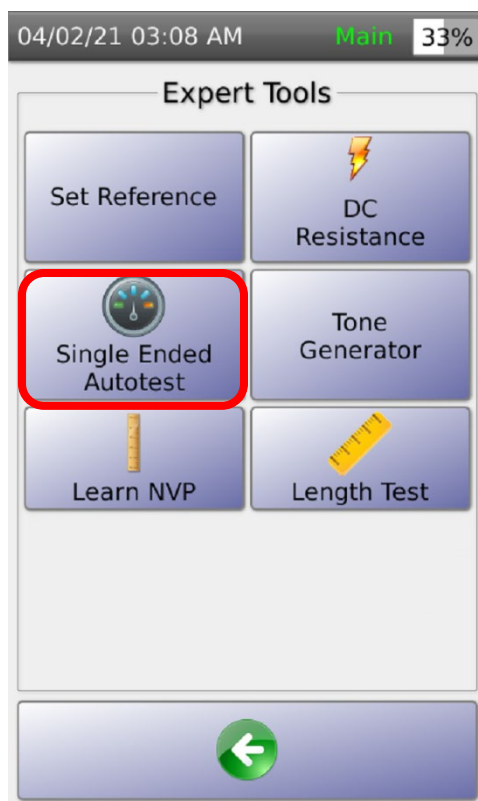 04/02/21 03:08 AM Main 33%
Expert Tools
Set Reference
DC
Resistance
Single Ended
Autotest
Tone
Generator
Learn NVP
Length Test